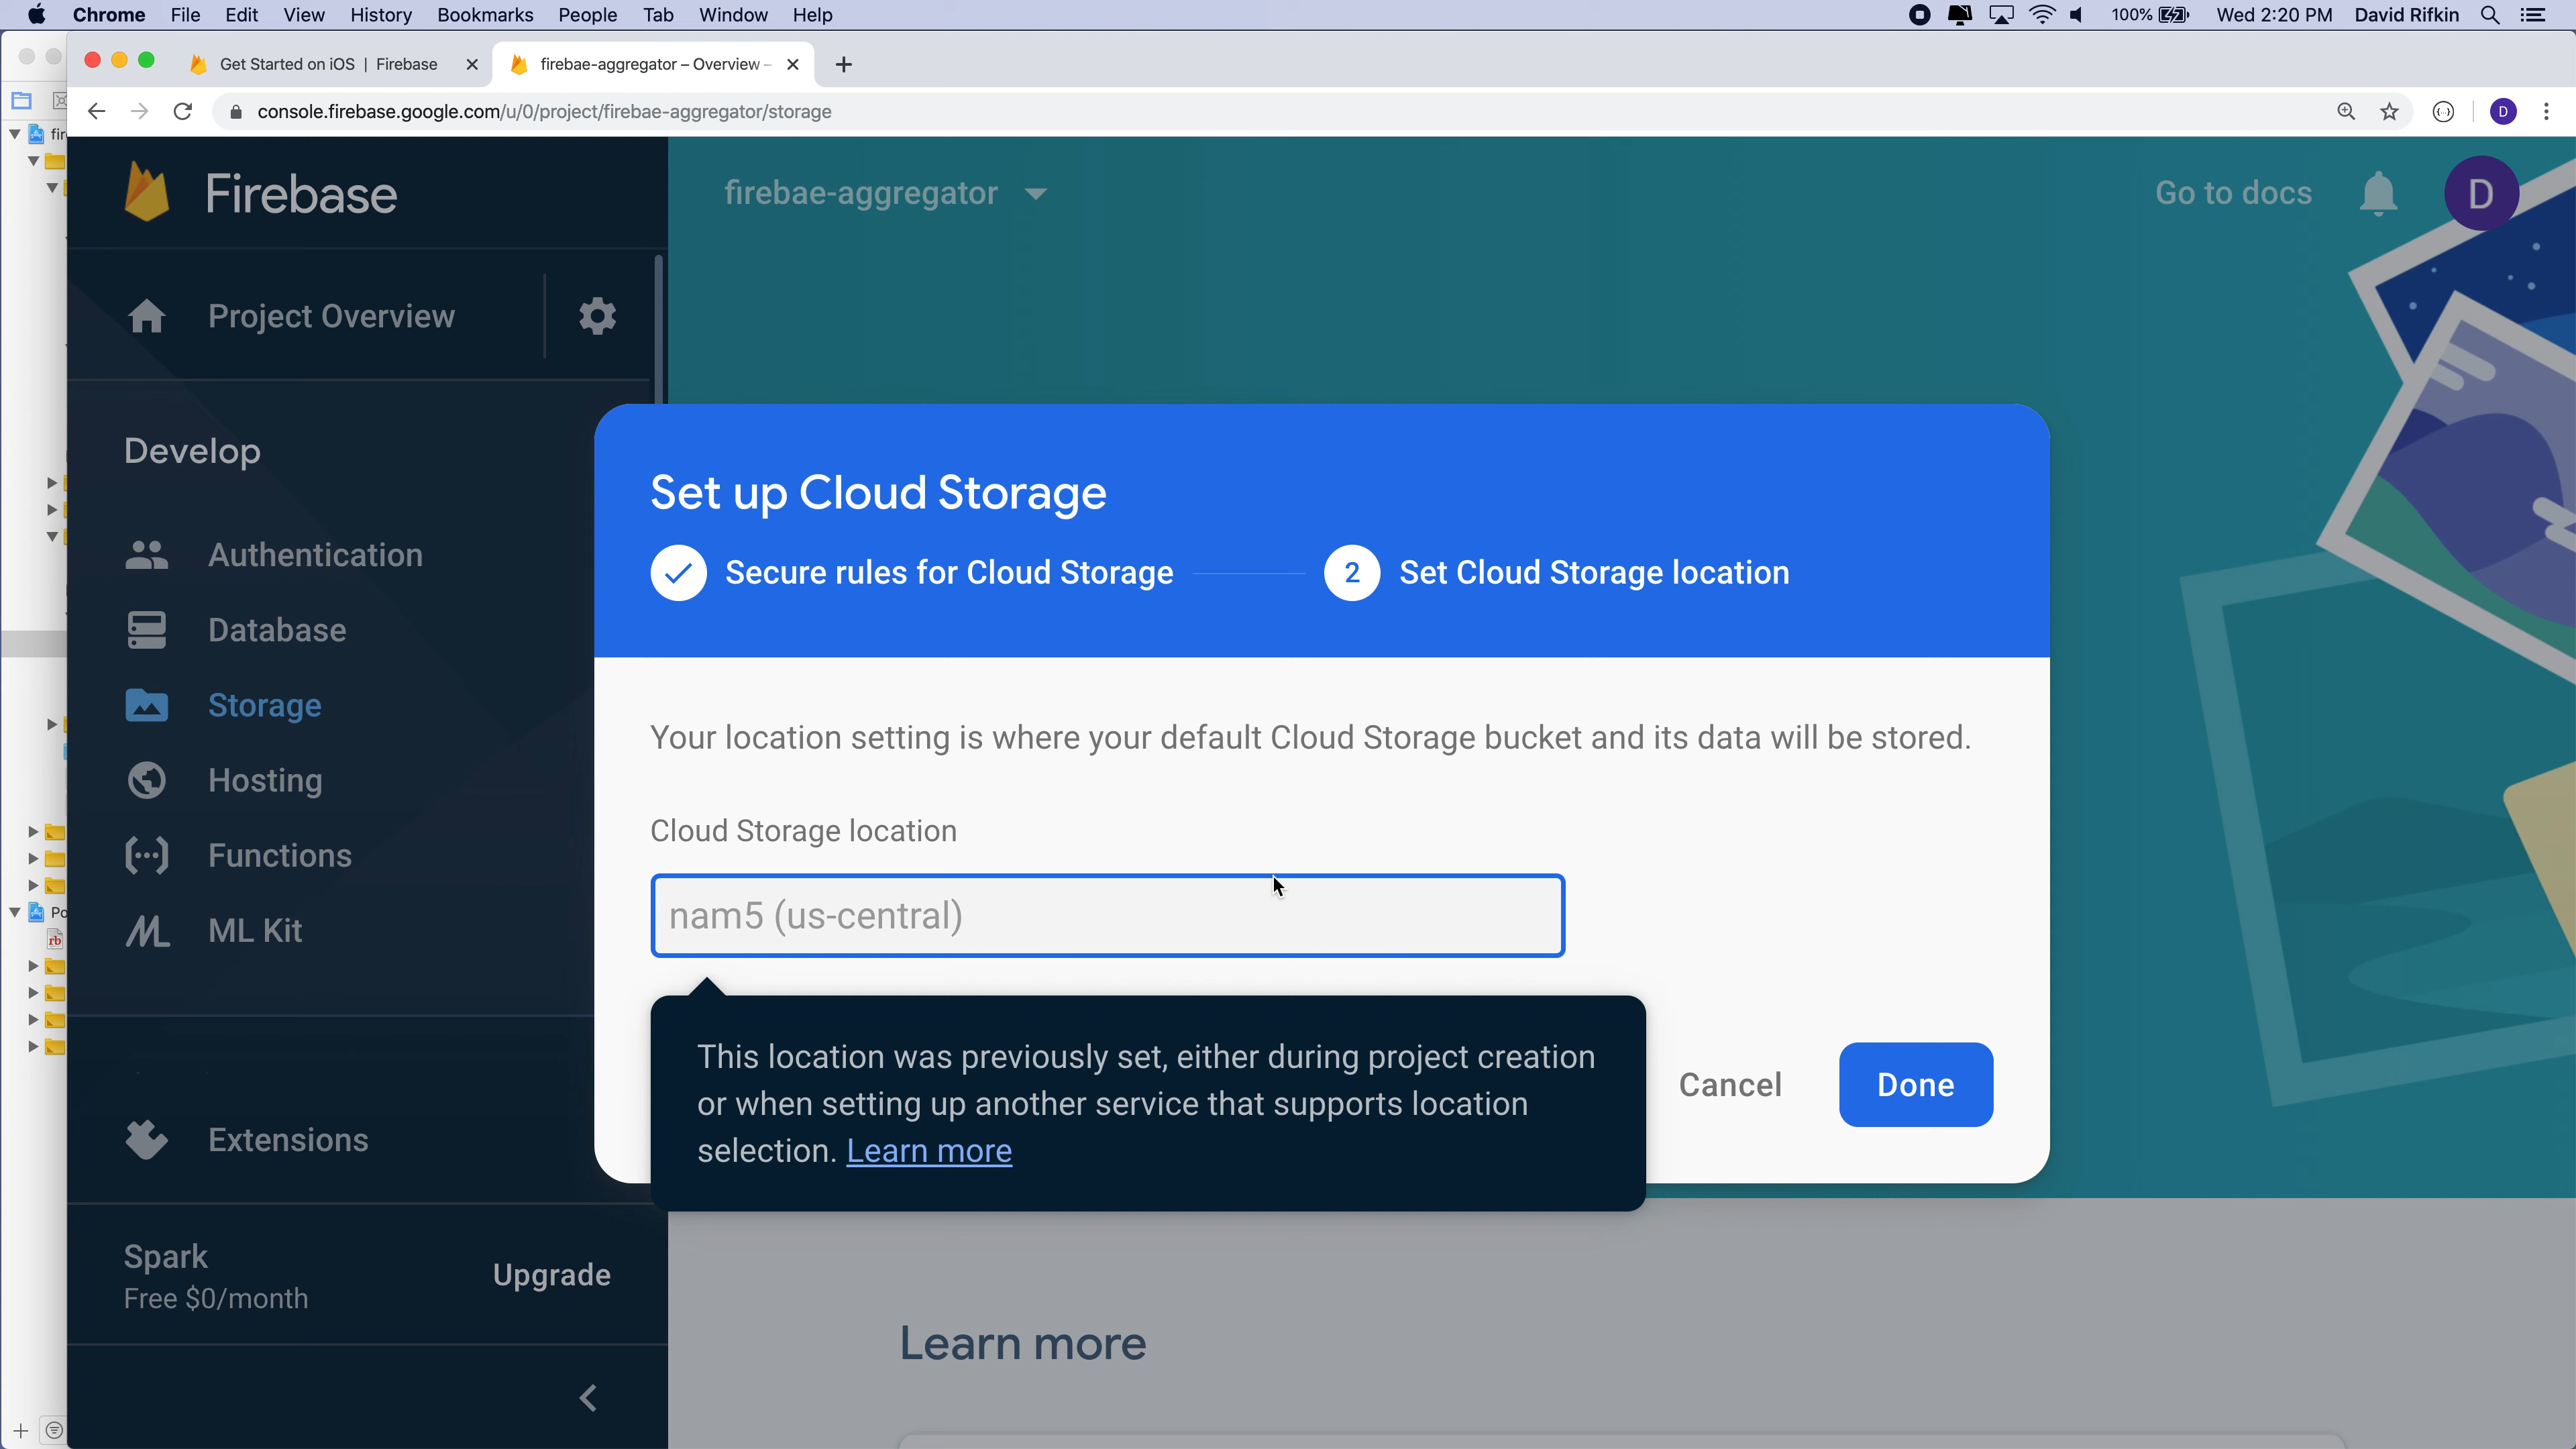 Chrome File Edit View History Bookmarks People Tab Window Help 100% Wed 2:20 PM David Rifkin
Get Started on iOS | Firebase firebae-aggregator – Overview –
console.firebase.google.com/u/0/project/firebae-aggregator/storage
D
Firebase
firebae-aggregator
Go to docs
D
Project Overview
Develop
Authentication
Database
Storage
Hosting
Functions
ML Kit
Extensions
Spark
Free $0/month
Upgrade
Set up Cloud Storage
Secure rules for Cloud Storage
2 Set Cloud Storage location
Your location setting is where your default Cloud Storage bucket and its data will be stored.
Cloud Storage location
nam5 (us-central)
This location was previously set, either during project creation
or when setting up another service that supports location
selection. Learn more
Cancel
Done
Learn more
fir
Po
rb